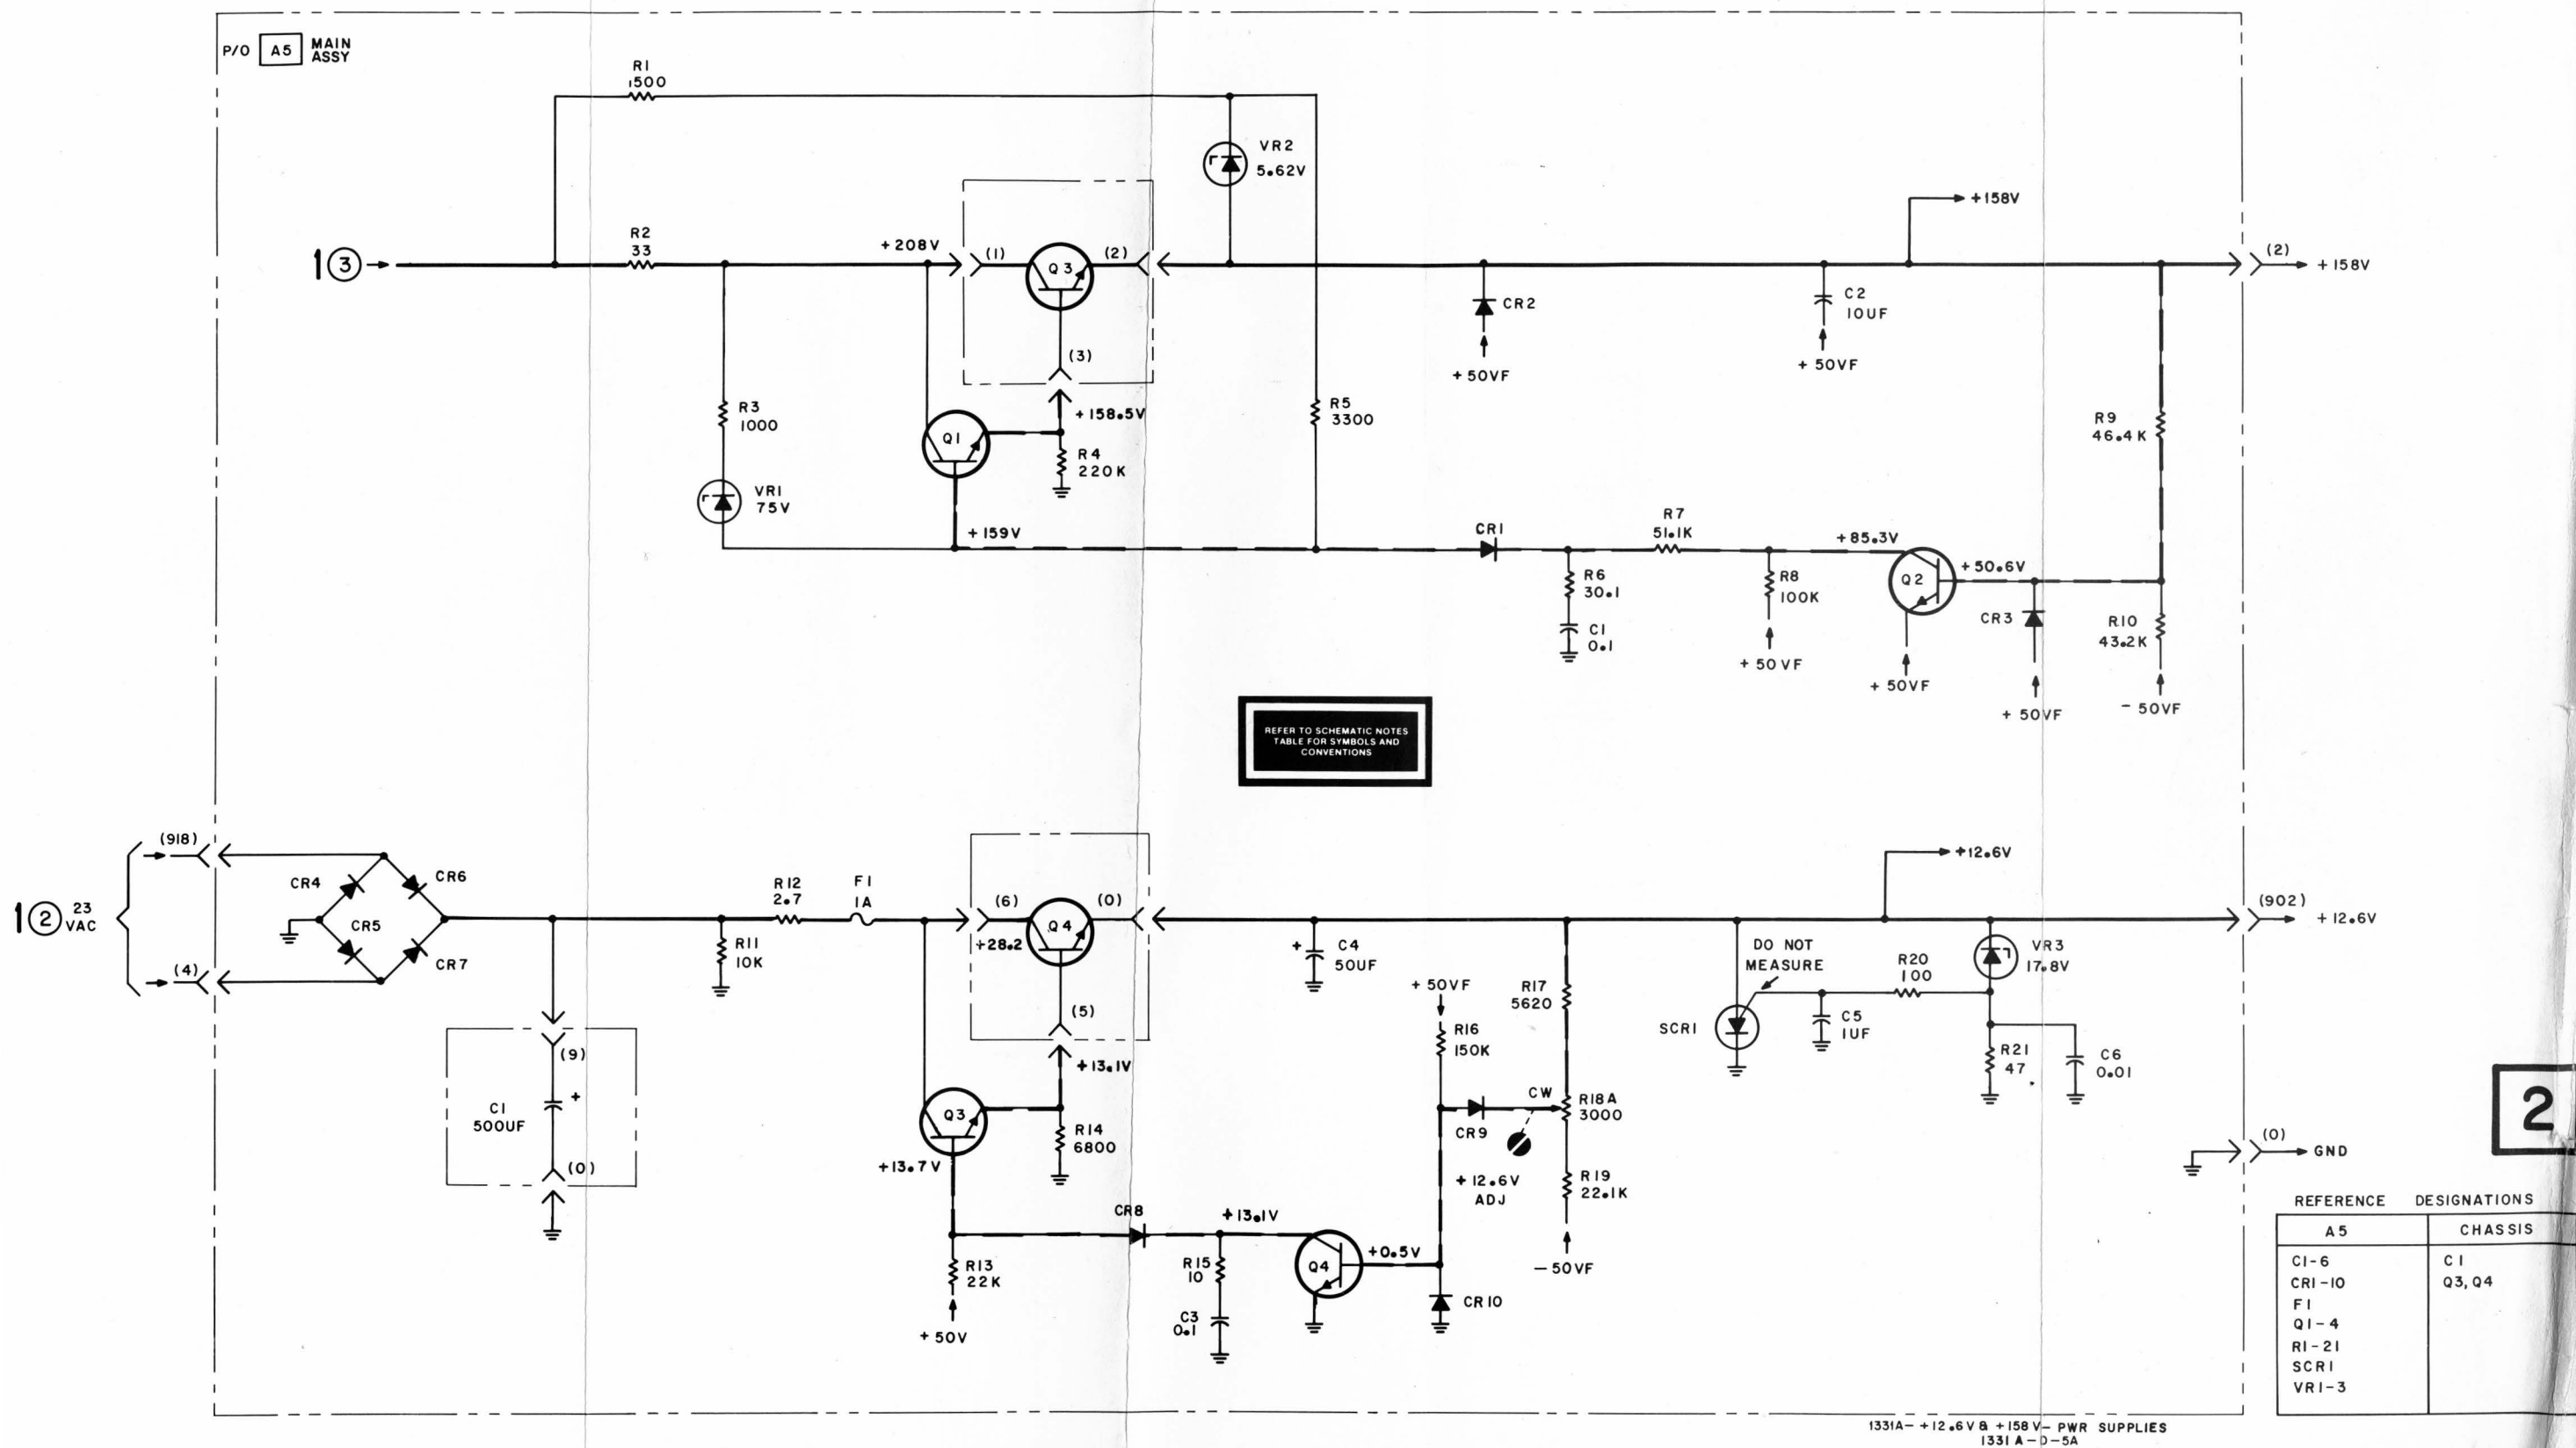 P/O A5 MAIN
ASSY
R1
1500
VR2
5.62V
+158V
1 3
R2
33
+208V
(1)
Q3
(2)
CR2
+50VF
C2
10UF
+50VF
(2)
+158V
(3)
+158.5V
R3
1000
Q1
R4
220K
R5
3300
R9
46.4K
VR1
75V
+159V
CR1
R7
51.1K
+85.3V
Q2
+50.6V
R6
30.1
R8
100K
C1
0.1
+50VF
+50VF
CR3
+50VF
R10
43.2K
-50VF
REFER TO SCHEMATIC NOTES
TABLE FOR SYMBOLS AND
CONVENTIONS
1 2 23
VAC
(918)
(4)
CR4
CR6
CR5
CR7
R12
2.7
F1
1A
R11
10K
(6)
+28.2
Q4
(0)
(5)
+13.1V
C4
50UF
+
+12.6V
(902)
+12.6V
DO NOT
MEASURE
R20
100
VR3
17.8V
SCR1
C5
1UF
R21
47
C6
0.01
+50VF
R16
150K
R17
5620
CW
R18A
3000
CR9
+12.6V
ADJ
R19
22.1K
-50VF
(9)
C1
500UF
+
(0)
Q3
+13.7V
R14
6800
CR8
+13.1V
R13
22K
+50V
R15
10
C3
0.1
Q4
+0.5V
CR10
(0)
GND
2
REFERENCE DESIGNATIONS
A5 CHASSIS
C1-6 C1
CR1-10 Q3, Q4
F1
Q1-4
R1-21
SCR1
VR1-3
1331A- +12.6V & +158V- PWR SUPPLIES
1331A-D-5A